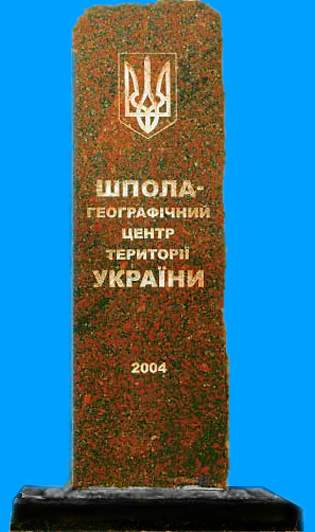 ШПОЛА-
ГЕОГРАФІЧНИЙ
ЦЕНТР
ТЕРИТОРІЇ
УКРАЇНИ
2004